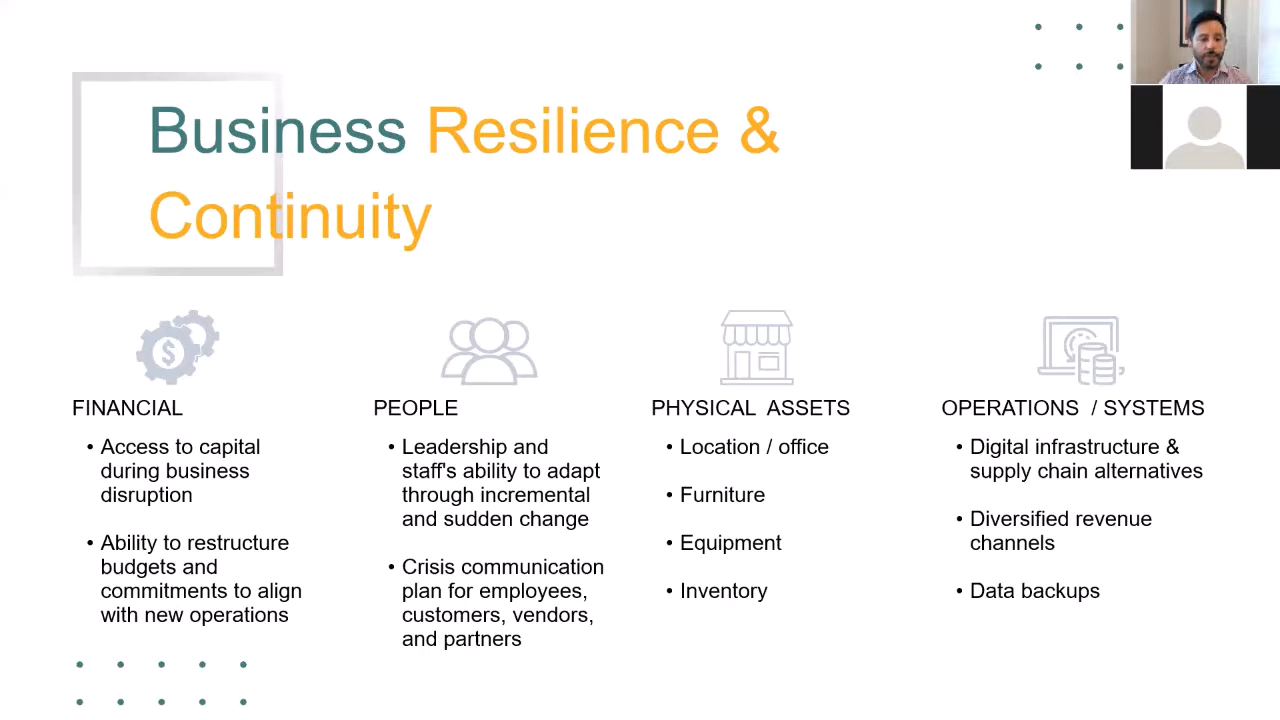 Business Resilience &
Continuity
$
FINANCIAL
• Access to capital
during business
disruption
• Ability to restructure
budgets and
commitments to align
with new operations
PEOPLE
• Leadership and
staff's ability to adapt
through incremental
and sudden change
• Crisis communication
plan for employees,
customers, vendors,
and partners
PHYSICAL ASSETS
• Location / office
• Furniture
• Equipment
• Inventory
OPERATIONS / SYSTEMS
• Digital infrastructure &
supply chain alternatives
• Diversified revenue
channels
• Data backups